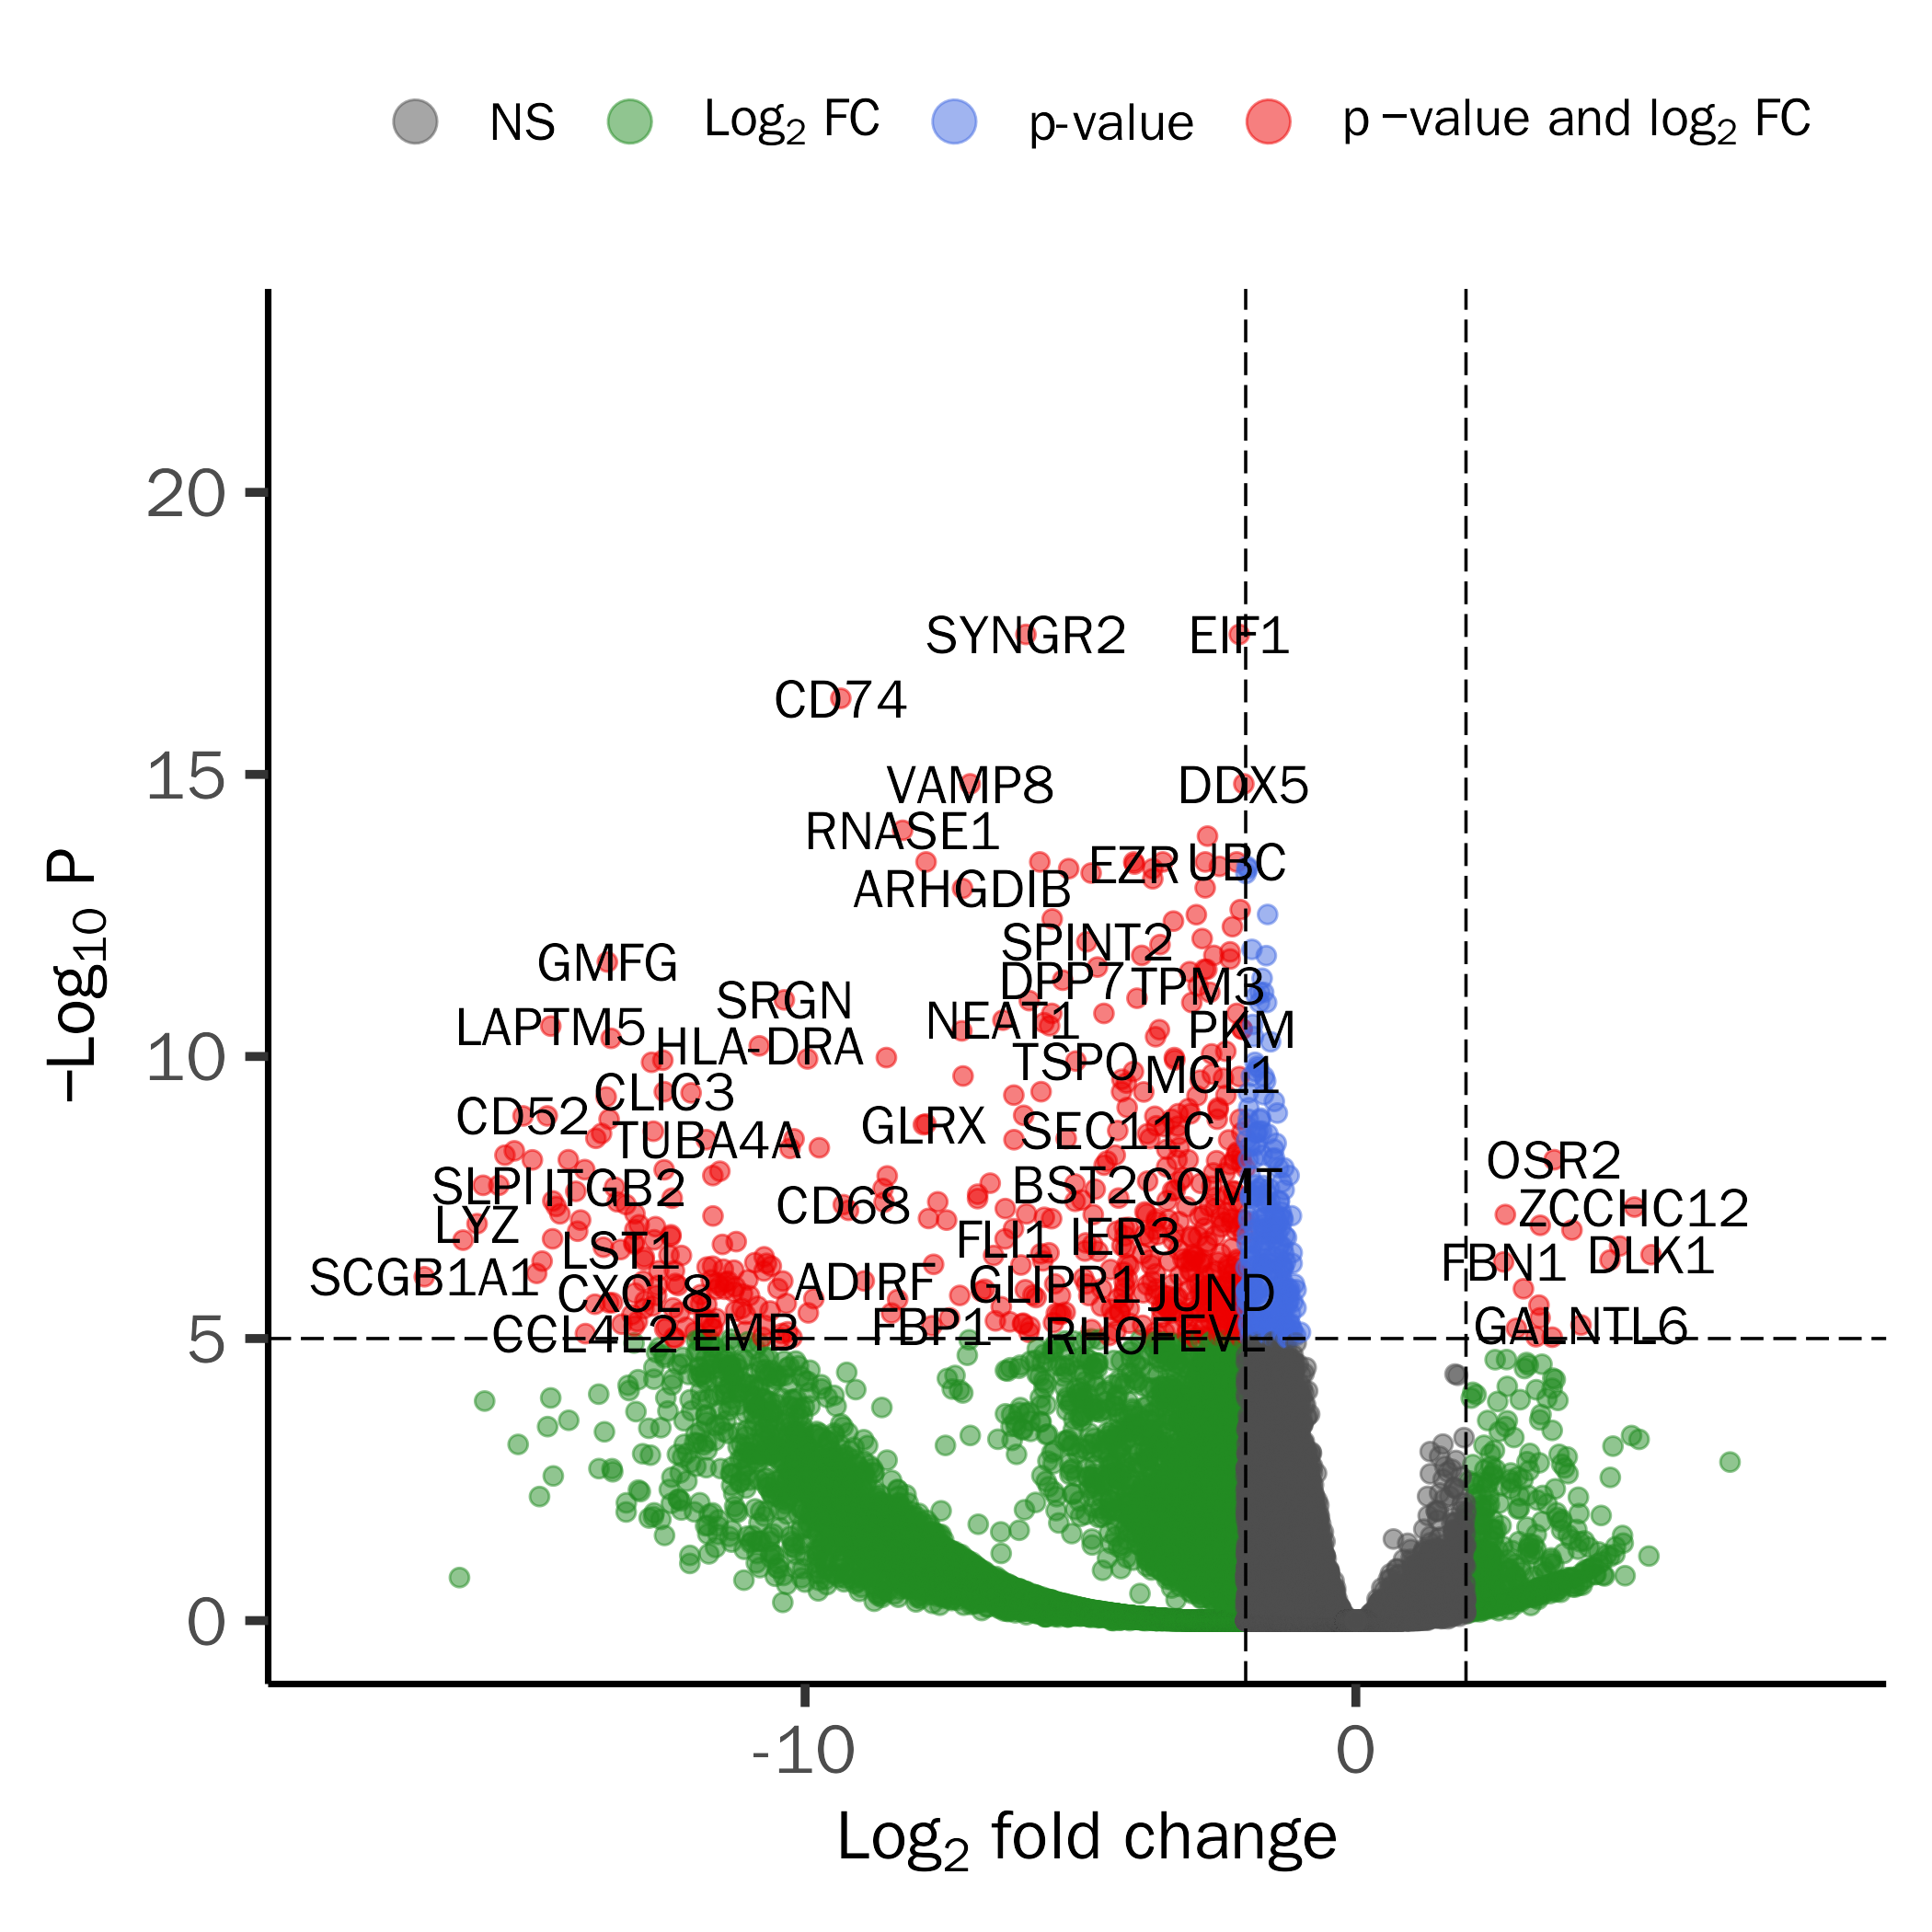 NS Log2 FC p-value p −value and log2 FC
20
15
10
5
0
−Log10 P
SYNGR2 EIF1
CD74
VAMP8 DDX5
RNASE1
EZR UBC
ARHGDIB
SPINT2
GMFG
DPP7 TPM3
SRGN
NEAT1
LAPTM5 PKM
HLA-DRA
TSPO MCL1
CLIC3
CD52
GLRX SEC11C
TUBA4A
OSR2
SLPI ITGB2 BST2 COMT
CD68
ZCCHC12
LYZ
FLI1 IER3
LST1
FBN1 DLK1
SCGB1A1
ADIRF GLIPR1
CXCL8 JUND
FBP1 GALNTL6
CCL4L2 EMB RHOF EVL
-10 0
Log2 fold change